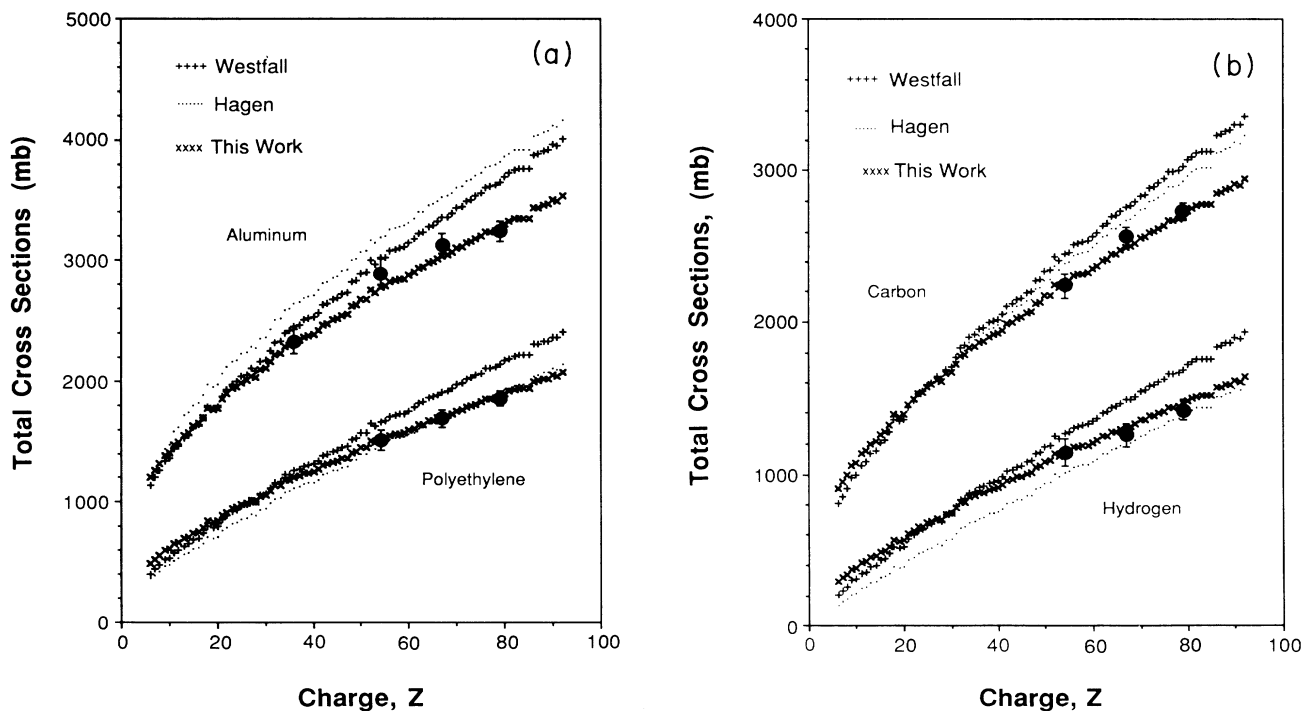 (a)
++++ Westfall
Hagen
xxxx This Work
Aluminum
Polyethylene
5000
4000
3000
2000
1000
0
0 20 40 60 80 100
Total Cross Sections (mb)
Charge, Z
(b)
++++ Westfall
Hagen
xxxx This Work
Carbon
Hydrogen
4000
3000
2000
1000
0
0 20 40 60 80 100
Total Cross Sections, (mb)
Charge, Z